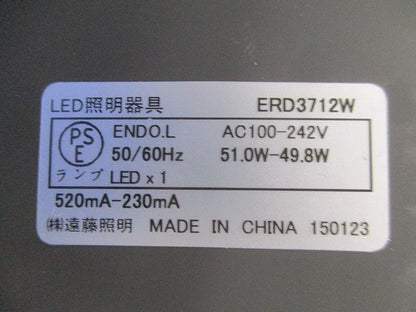 LED照明器具 ERD3712W
PSE ENDO.L AC100-242V
50/60Hz 51.0W-49.8W
ランプ LED x 1
520mA-230mA
㈱遠藤照明 MADE IN CHINA 150123